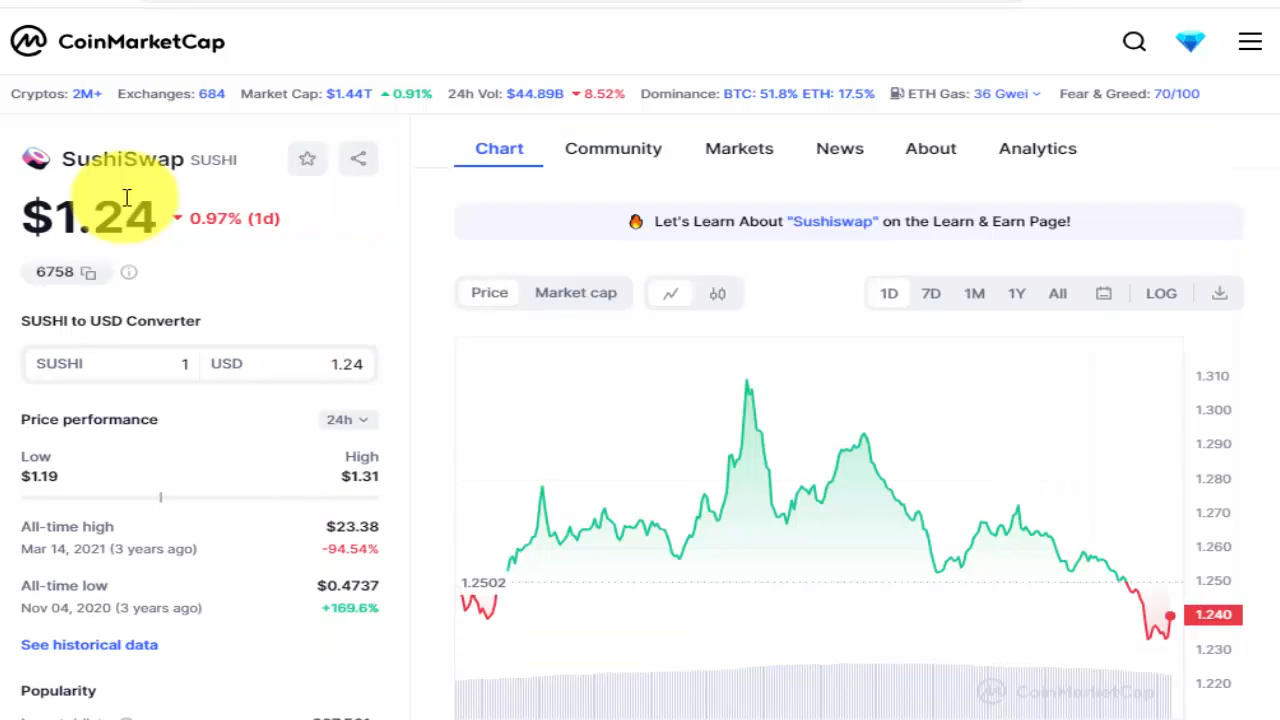 CoinMarketCap
Cryptos: 2M+ Exchanges: 684 Market Cap: $1.44T 0.91% 24h Vol: $44.89B 8.52% Dominance: BTC: 51.8% ETH: 17.5% ETH Gas: 36 Gwei Fear & Greed: 70/100
SushiSwap SUSHI
$1.24 0.97% (1d)
6758
SUSHI to USD Converter
SUSHI 1 USD 1.24
Price performance 24h
Low High
$1.19 $1.31
All-time high $23.38
Mar 14, 2021 (3 years ago) -94.54%
All-time low $0.4737
Nov 04, 2020 (3 years ago) +169.6%
See historical data
Popularity
Chart Community Markets News About Analytics
Let's Learn About "Sushiswap" on the Learn & Earn Page!
Price Market cap 1D 7D 1M 1Y All LOG
1.310
1.300
1.290
1.280
1.270
1.260
1.2502 1.250
1.240
1.230
1.220
CoinMarketCap